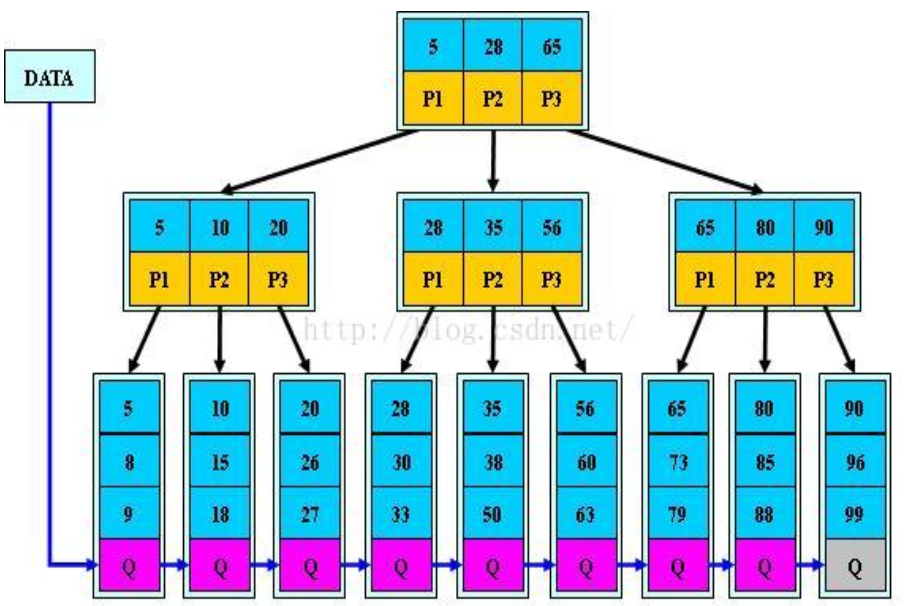 5 28 65
DATA
P1 P2 P3
5 10 20 28 35 56 65 80 90
P1 P2 P3 P1 P2 P3 P1 P2 P3
http://blog.csdn.net/
5 10 20 28 35 56 65 80 90
8 15 26 30 38 60 73 85 96
9 18 27 33 50 63 79 88 99
Q Q Q Q Q Q Q Q Q